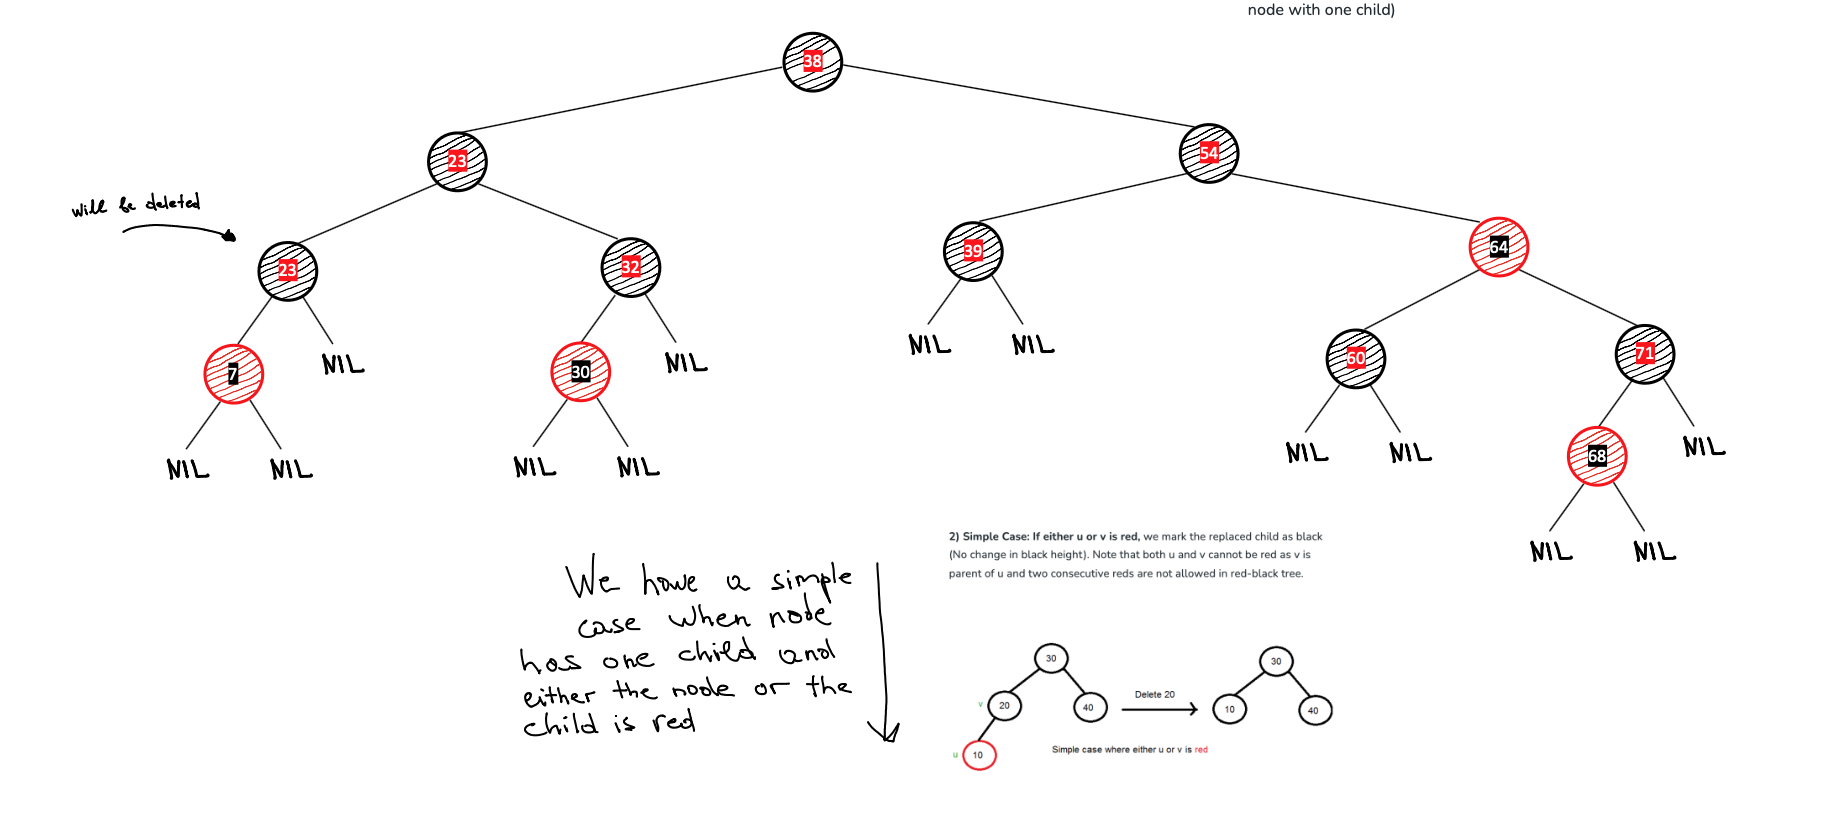 node with one child)
38
23
54
will be deleted
23
32
39
64
7
NIL
30
NIL
NIL
NIL
60
71
NIL
NIL
NIL
NIL
NIL
NIL
68
NIL
NIL
NIL
We have a simple
case when node
has one child and
either the node or the
child is red
2) Simple Case: If either u or v is red, we mark the replaced child as black
(No change in black height). Note that both u and v cannot be red as v is
parent of u and two consecutive reds are not allowed in red-black tree.
30
v 20
40
u 10
Delete 20
30
10
40
Simple case where either u or v is red